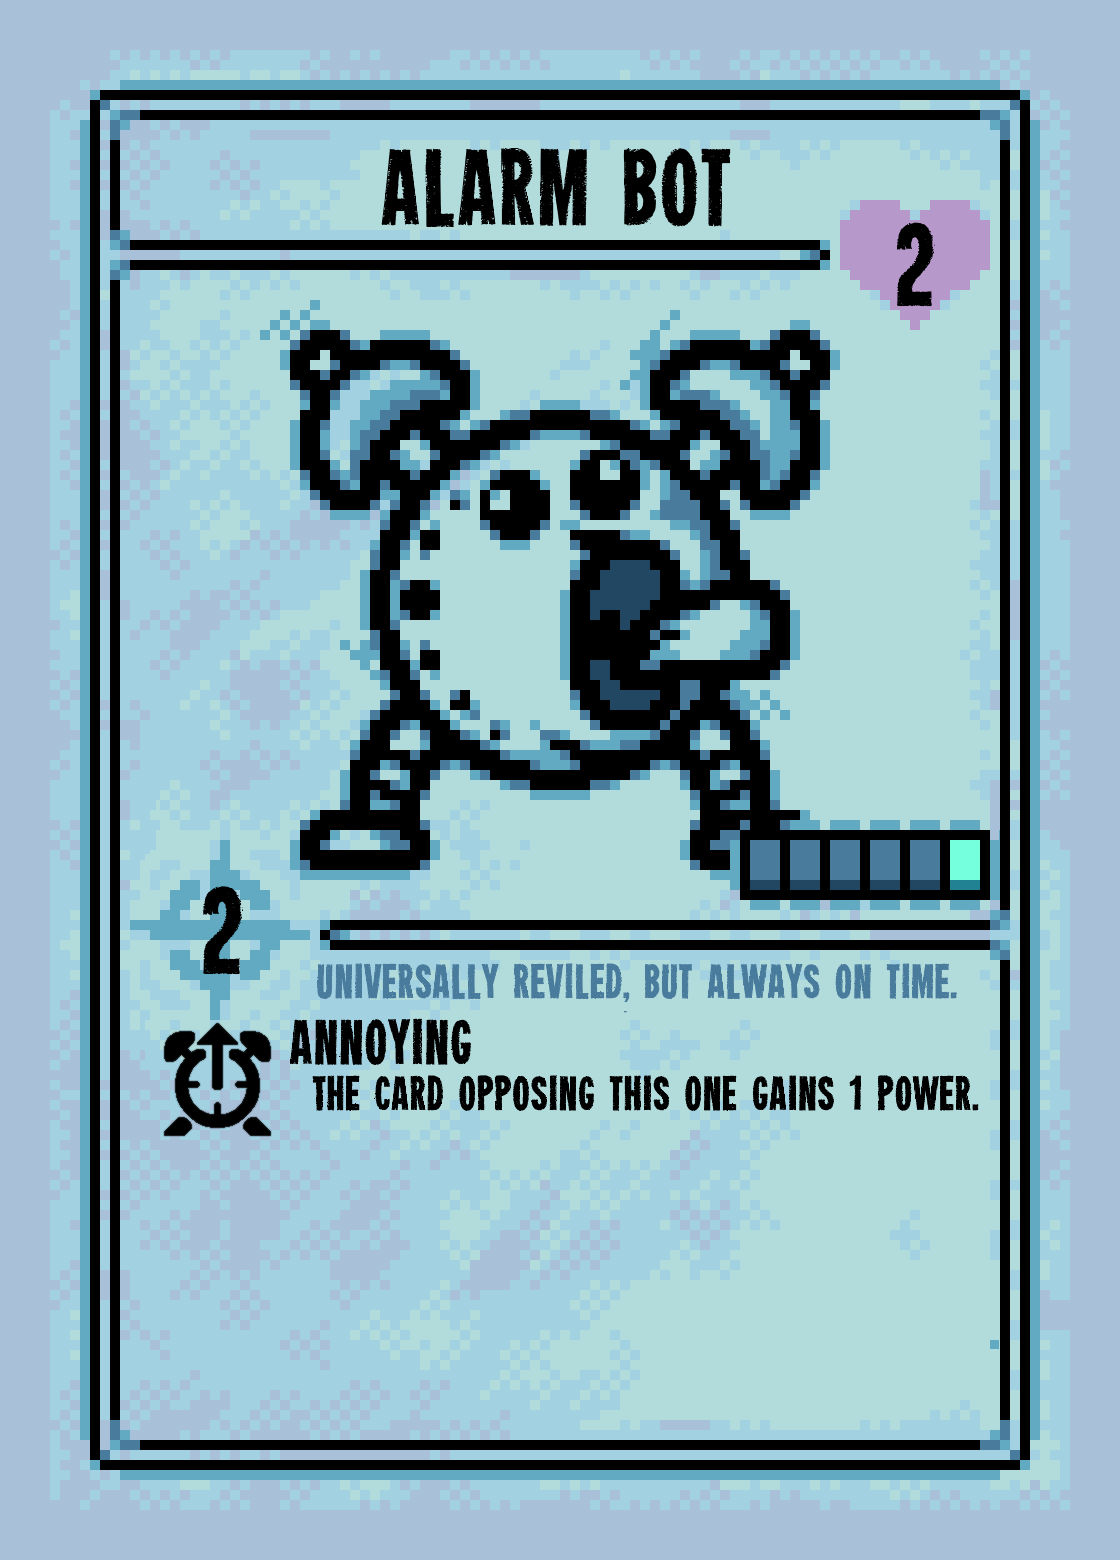 ALARM BOT
2
2
UNIVERSALLY REVILED, BUT ALWAYS ON TIME.
ANNOYING
THE CARD OPPOSING THIS ONE GAINS 1 POWER.